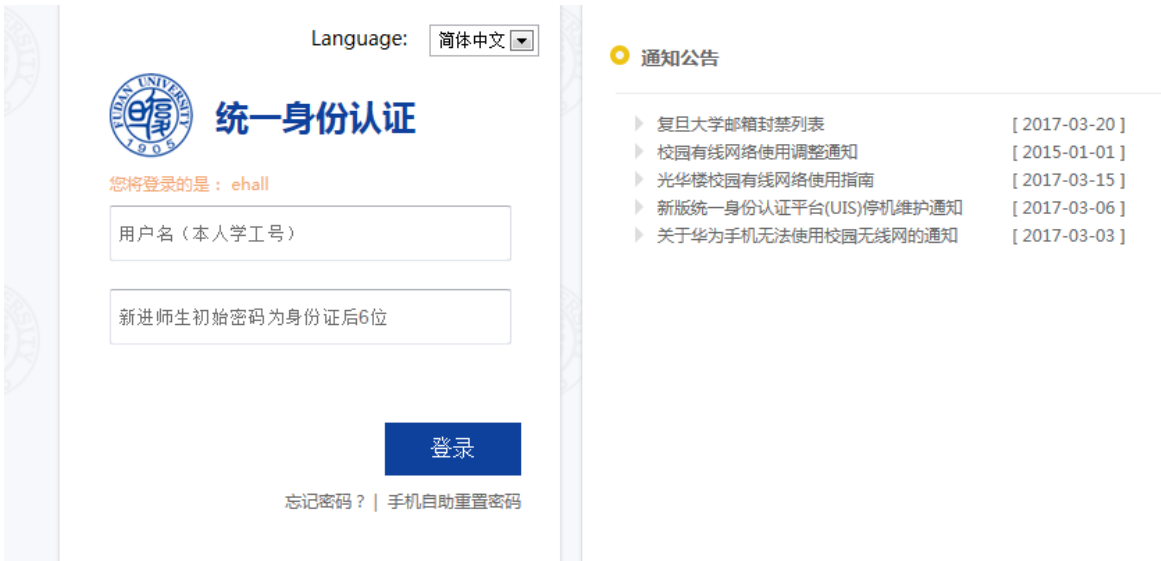 Language: 简体中文
FUDAN UNIVERSITY
1905
统一身份认证
您将登录的是： ehall
用户名（本人学工号）
新进师生初始密码为身份证后6位
登录
忘记密码？| 手机自助重置密码
通知公告
复旦大学邮箱封禁列表 [ 2017-03-20 ]
校园有线网络使用调整通知 [ 2015-01-01 ]
光华楼校园有线网络使用指南 [ 2017-03-15 ]
新版统一身份认证平台(UIS)停机维护通知 [ 2017-03-06 ]
关于华为手机无法使用校园无线网的通知 [ 2017-03-03 ]